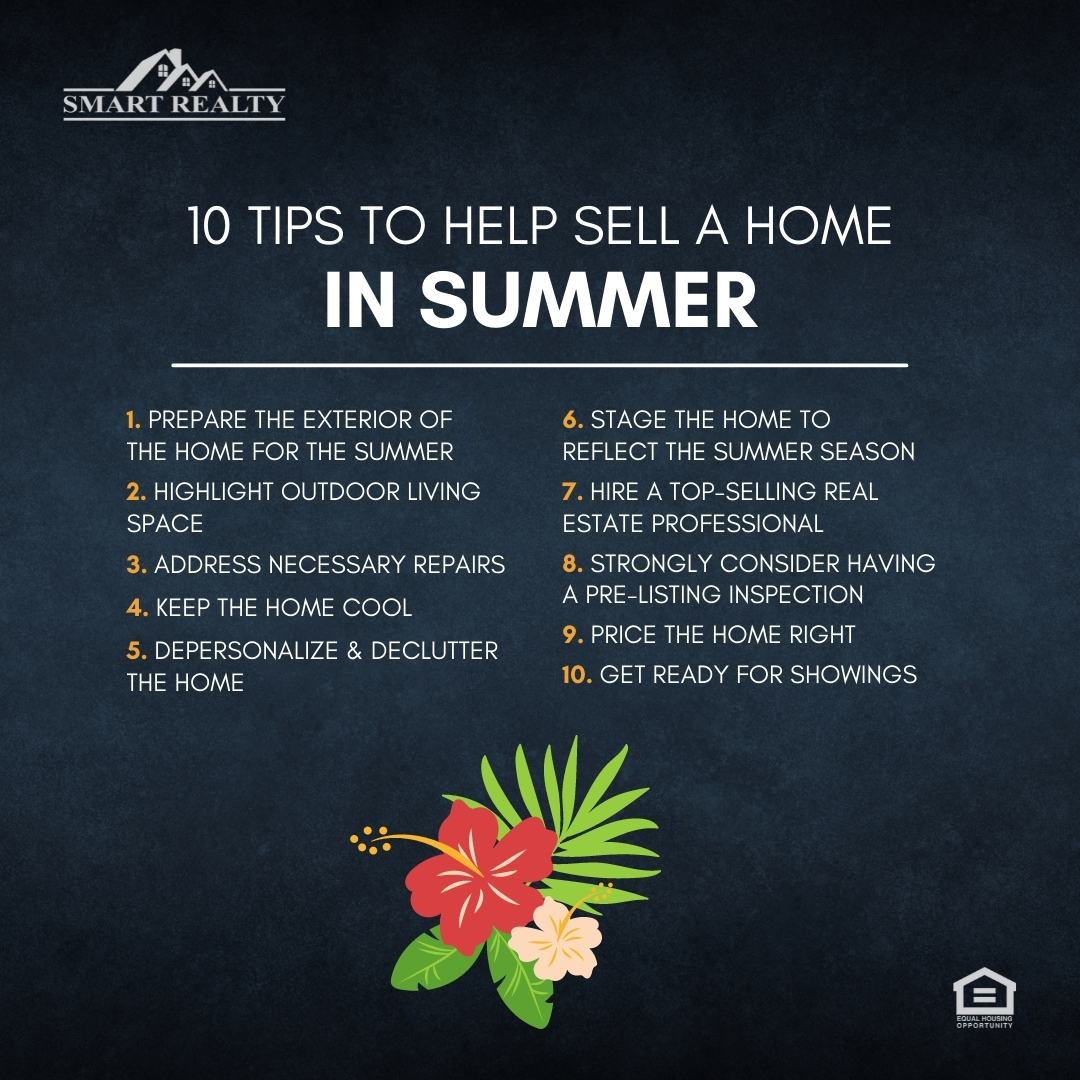 SMART REALTY
10 TIPS TO HELP SELL A HOME
IN SUMMER
1. PREPARE THE EXTERIOR OF
THE HOME FOR THE SUMMER
2. HIGHLIGHT OUTDOOR LIVING
SPACE
3. ADDRESS NECESSARY REPAIRS
4. KEEP THE HOME COOL
5. DEPERSONALIZE & DECLUTTER
THE HOME
6. STAGE THE HOME TO
REFLECT THE SUMMER SEASON
7. HIRE A TOP-SELLING REAL
ESTATE PROFESSIONAL
8. STRONGLY CONSIDER HAVING
A PRE-LISTING INSPECTION
9. PRICE THE HOME RIGHT
10. GET READY FOR SHOWINGS
EQUAL HOUSING
OPPORTUNITY